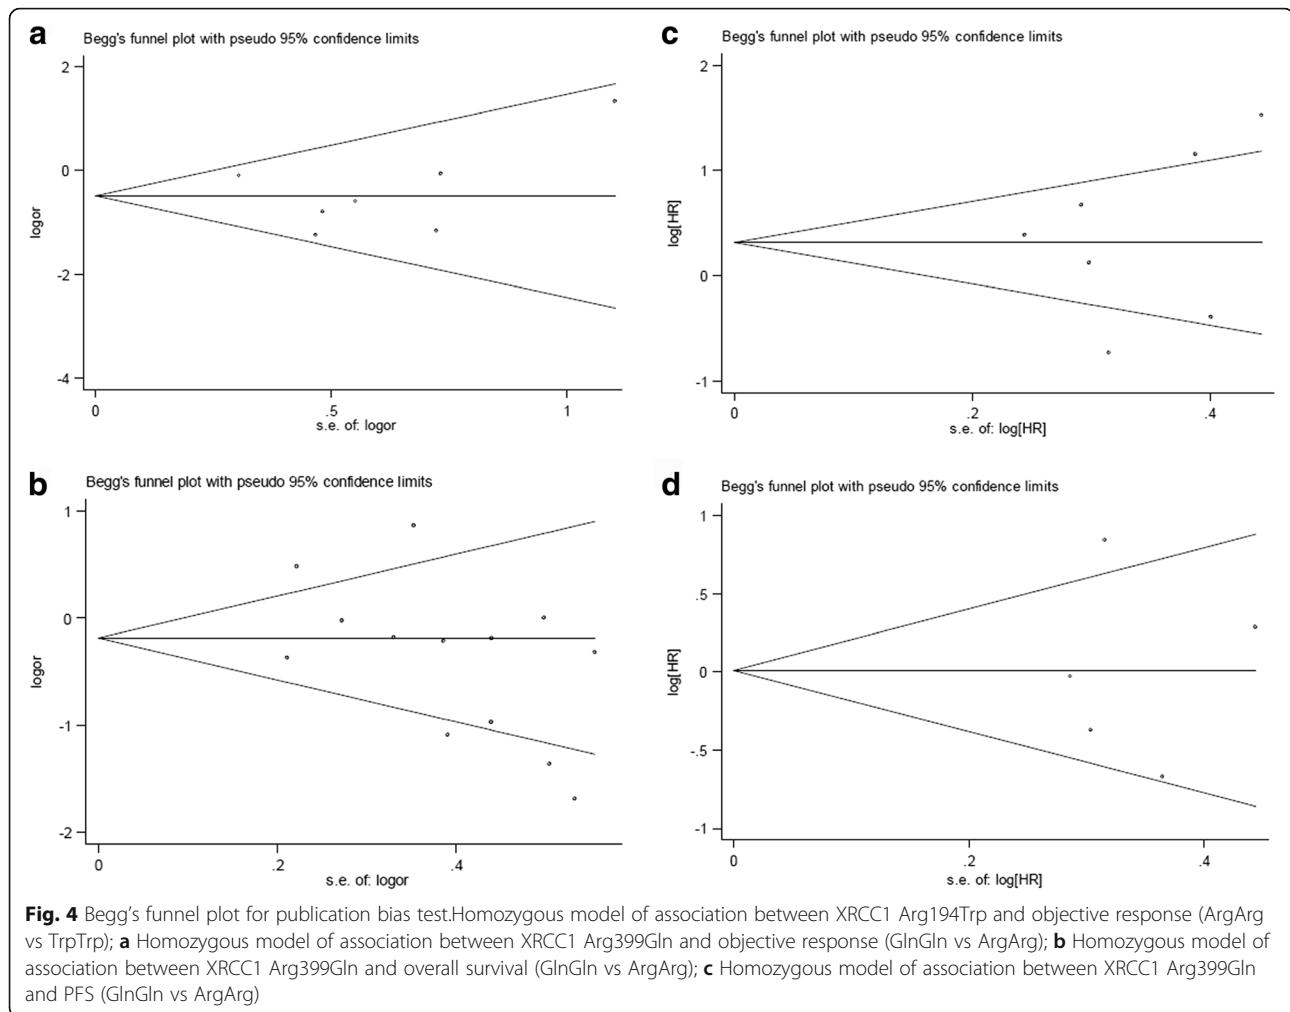 a
Begg's funnel plot with pseudo 95% confidence limits
2
0
-2
-4
logor
0
.5
1
s.e. of: logor
c
Begg's funnel plot with pseudo 95% confidence limits
2
1
0
-1
log[HR]
0
.2
.4
s.e. of: log[HR]
b
Begg's funnel plot with pseudo 95% confidence limits
1
0
-1
-2
logor
0
.2
.4
s.e. of: logor
d
Begg's funnel plot with pseudo 95% confidence limits
1
.5
0
-.5
-1
log[HR]
0
.2
.4
s.e. of: log[HR]
Fig. 4 Begg's funnel plot for publication bias test.Homozygous model of association between XRCC1 Arg194Trp and objective response (ArgArg
vs TrpTrp); a Homozygous model of association between XRCC1 Arg399Gln and objective response (GlnGln vs ArgArg); b Homozygous model of
association between XRCC1 Arg399Gln and overall survival (GlnGln vs ArgArg); c Homozygous model of association between XRCC1 Arg399Gln
and PFS (GlnGln vs ArgArg)